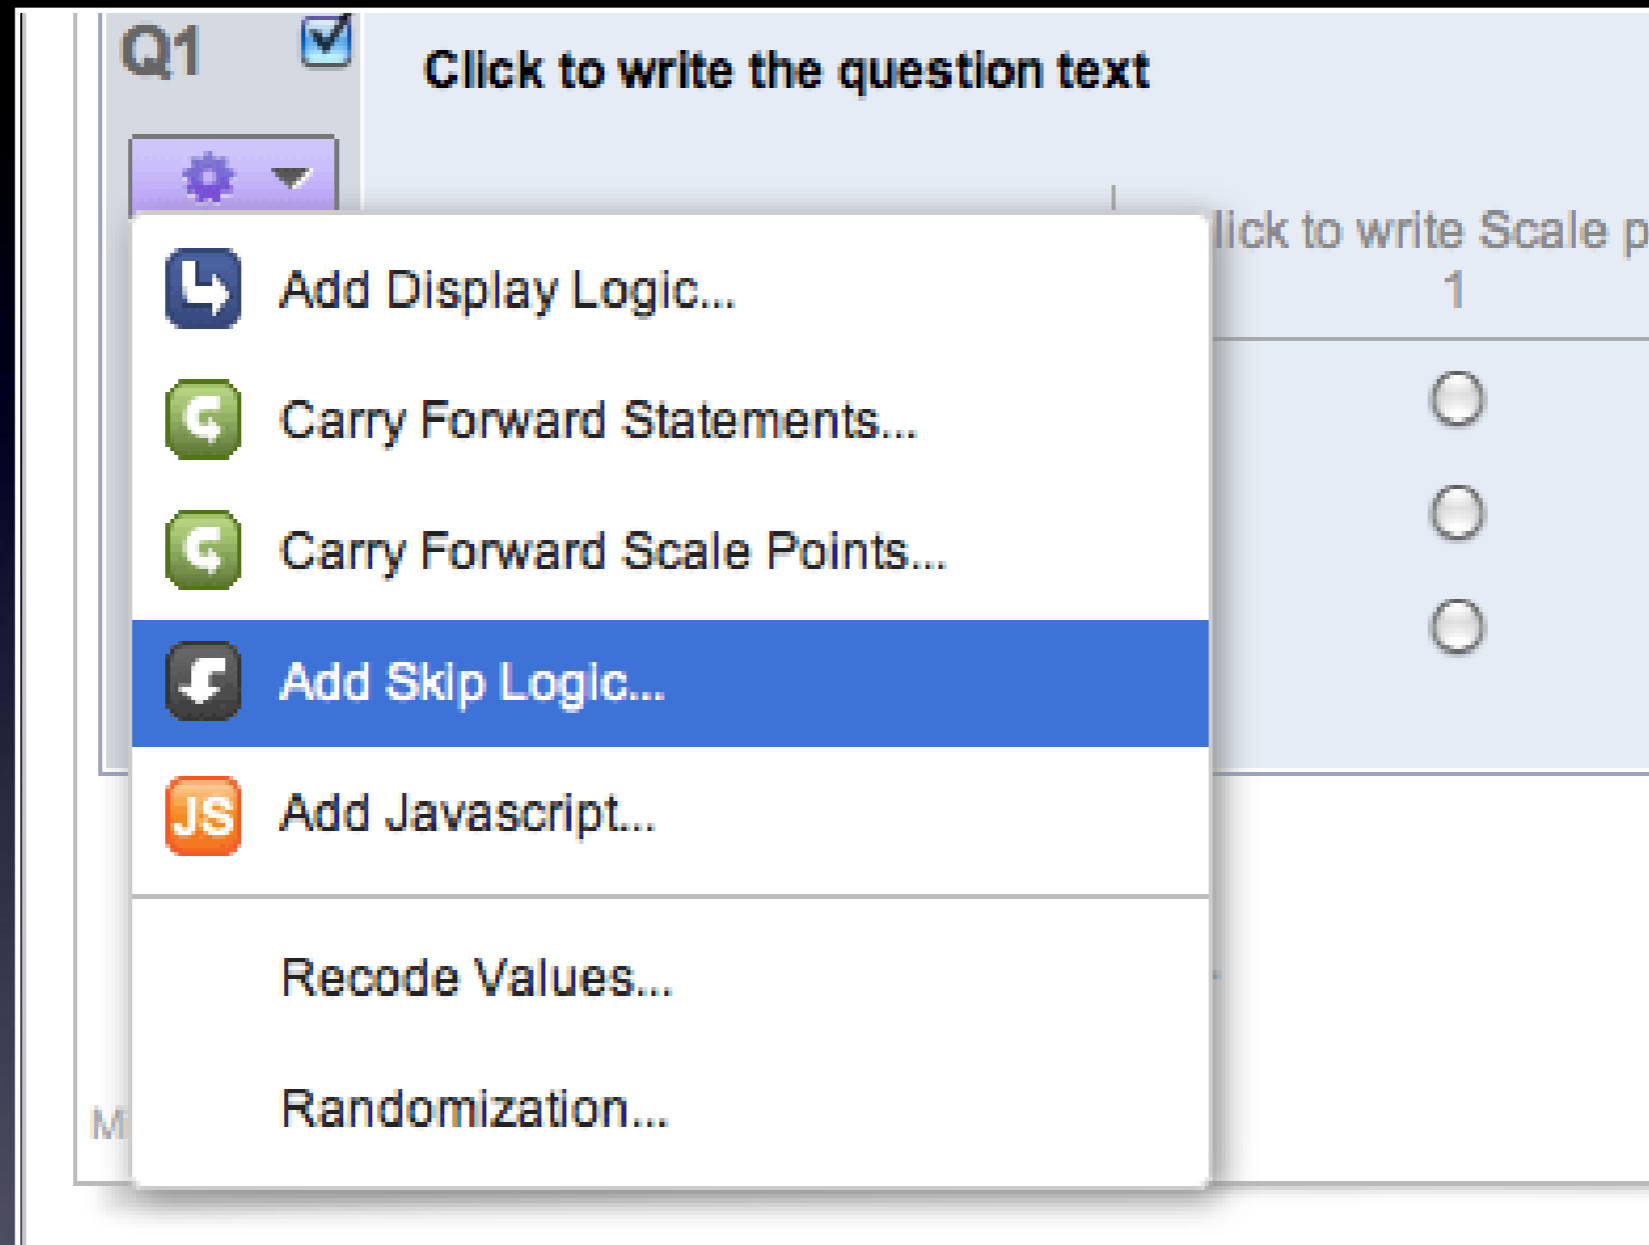 Q1
Click to write the question text
lick to write Scale p
1
Add Display Logic...
Carry Forward Statements...
Carry Forward Scale Points...
Add Skip Logic...
JS Add Javascript...
Recode Values...
Randomization...